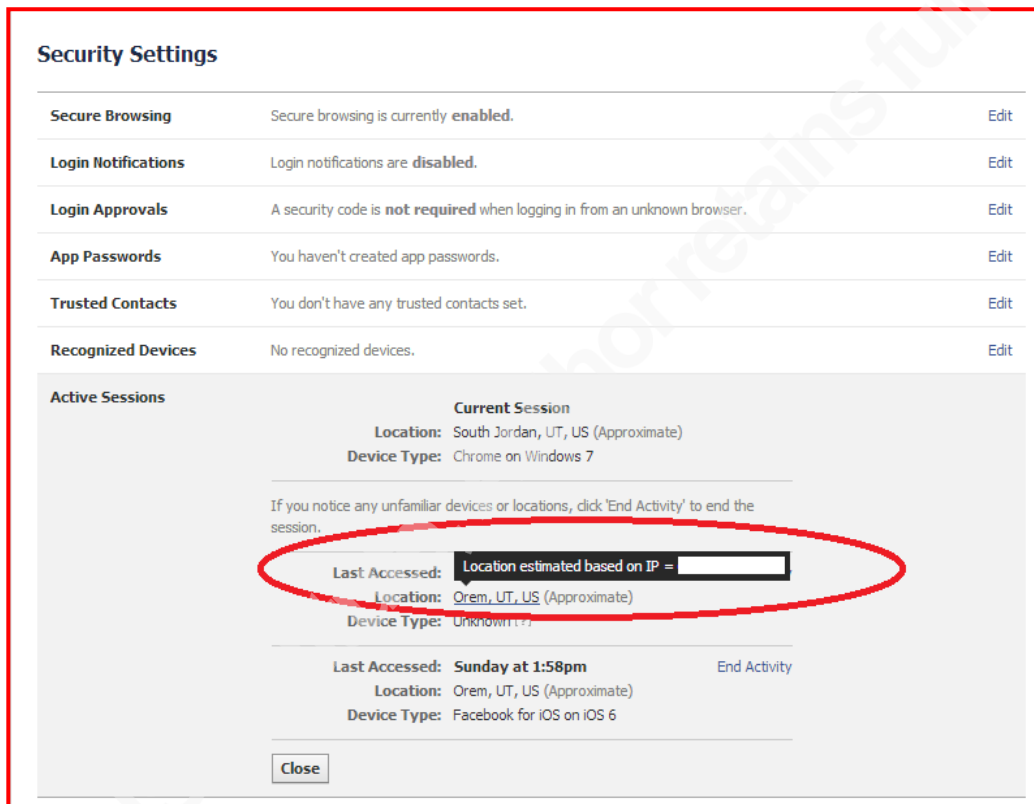 Security Settings
Secure Browsing Secure browsing is currently enabled. Edit
Login Notifications Login notifications are disabled. Edit
Login Approvals A security code is not required when logging in from an unknown browser. Edit
App Passwords You haven't created app passwords. Edit
Trusted Contacts You don't have any trusted contacts set. Edit
Recognized Devices No recognized devices. Edit
Active Sessions
Current Session
Location: South Jordan, UT, US (Approximate)
Device Type: Chrome on Windows 7
If you notice any unfamiliar devices or locations, click 'End Activity' to end the
session.
Location estimated based on IP =
Last Accessed:
Location: Orem, UT, US (Approximate)
Device Type: Unknown [?]
Last Accessed: Sunday at 1:58pm End Activity
Location: Orem, UT, US (Approximate)
Device Type: Facebook for iOS on iOS 6
Close
hor retains full